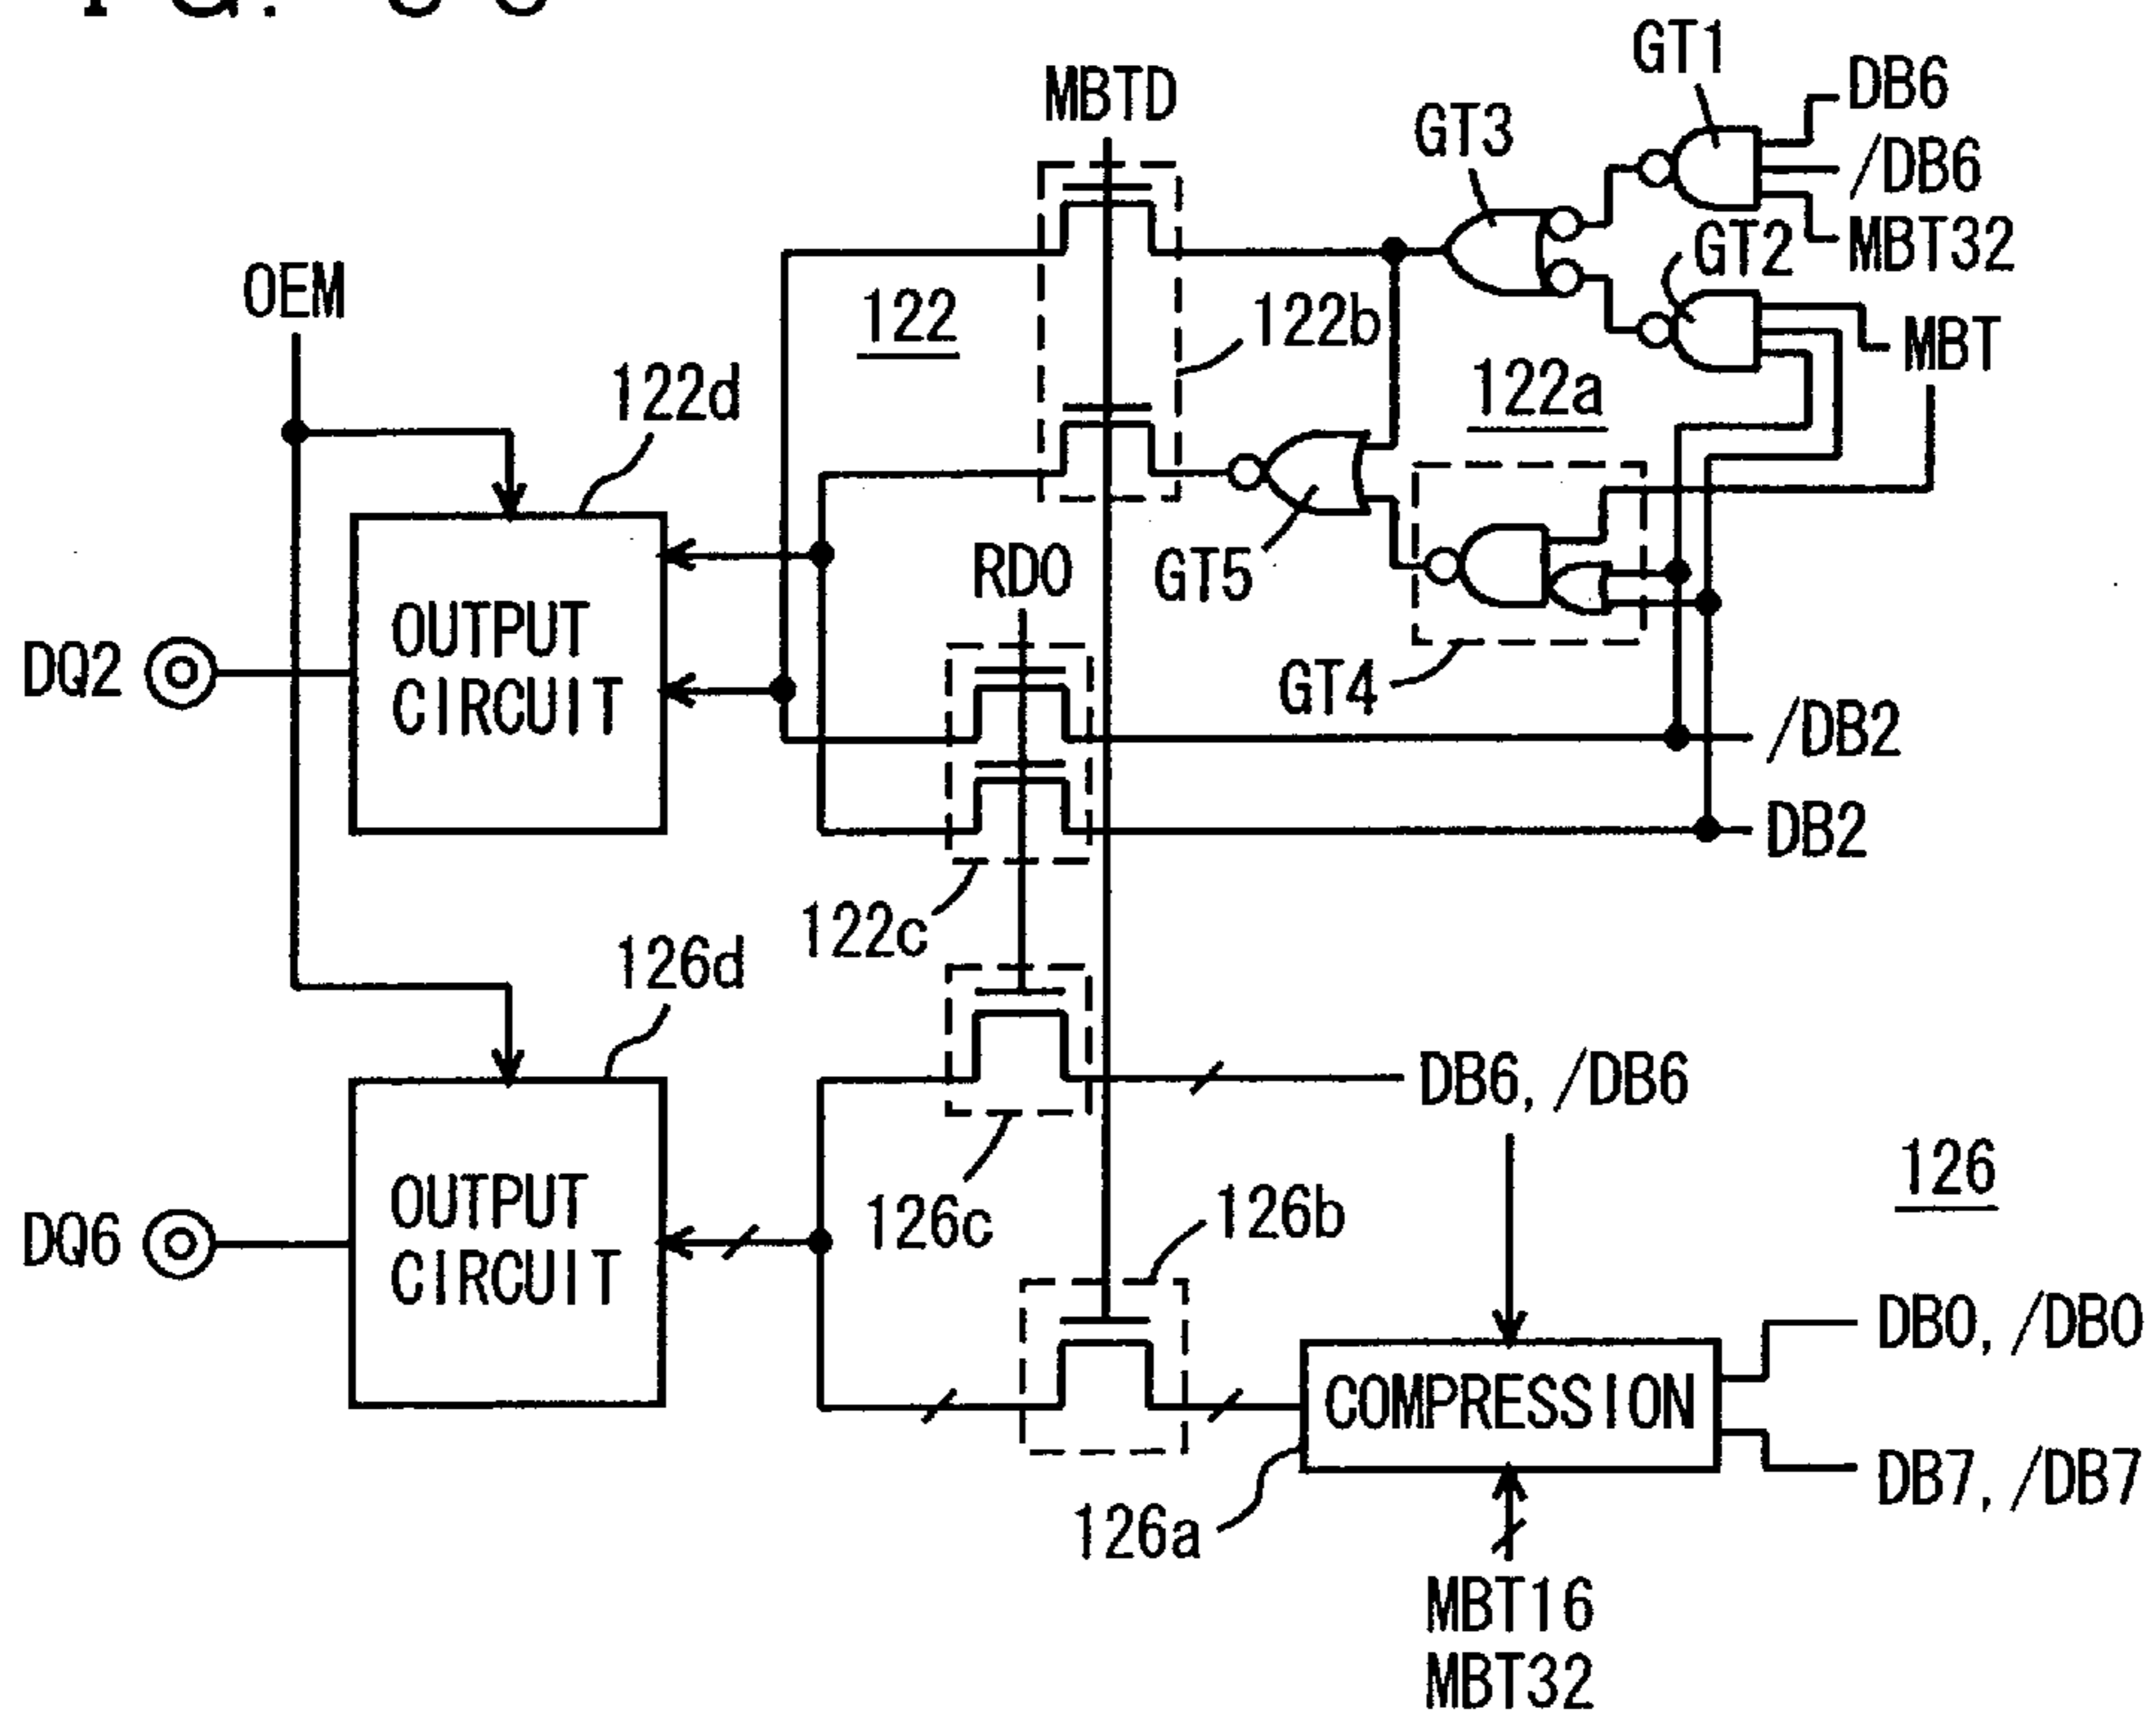 FIG.
GT1
DB6
MBTD
GT3
/DB6
GT2
MBT32
OEM
122
122b
MBT
122d
122a
RDO
GT5
OUTPUT
CIRCUIT
DQ2
GT4
/DB2
DB2
122c
126d
DB6, /DB6
126
126b
126c
OUTPUT
CIRCUIT
DQ6
DB0, /DB0
COMPRESSION
DB7, /DB7
126a
MBT16
MBT32